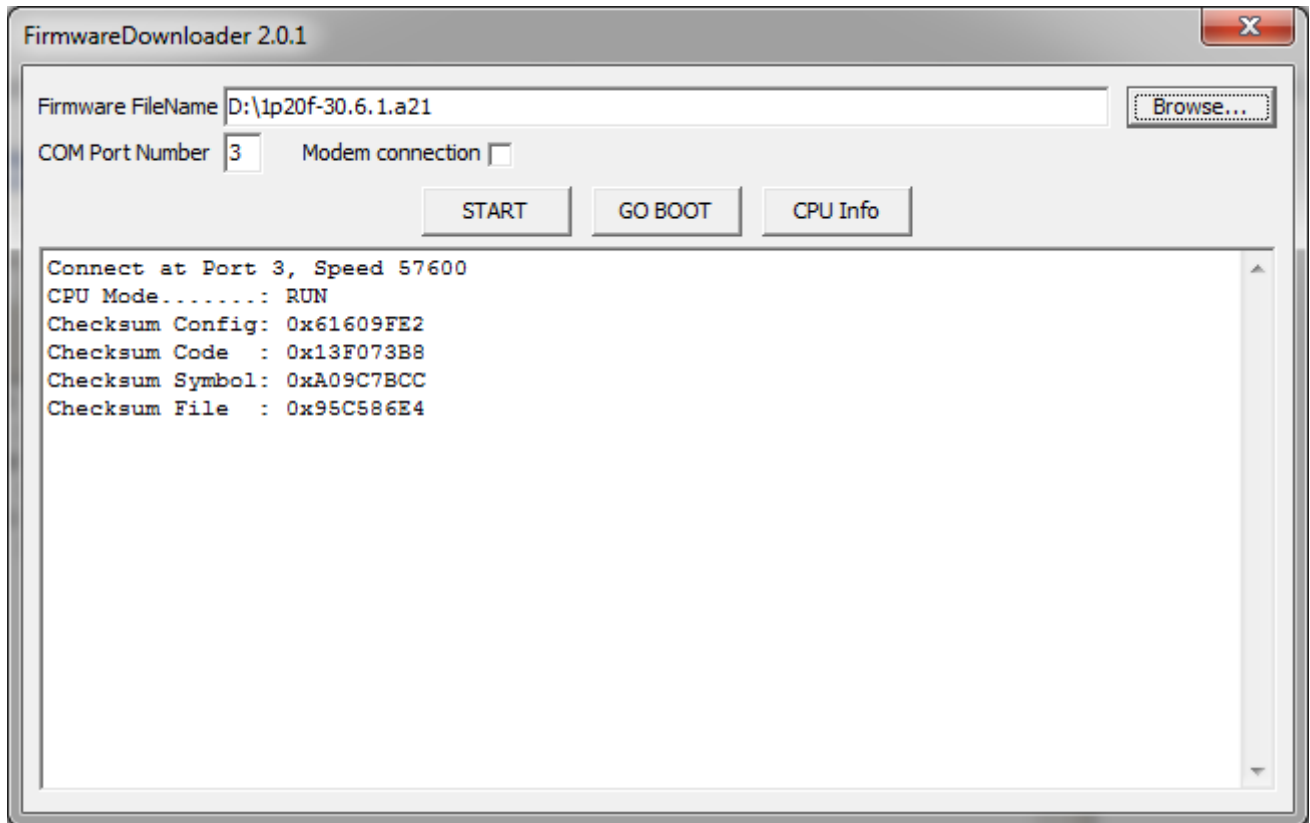 FirmwareDownloader 2.0.1
Firmware FileName D:\1p20f-30.6.1.a21 Browse...
COM Port Number 3 Modem connection
START GO BOOT CPU Info
Connect at Port 3, Speed 57600
CPU Mode.......: RUN
Checksum Config: 0x61609FE2
Checksum Code  : 0x13F073B8
Checksum Symbol: 0xA09C7BCC
Checksum File  : 0x95C586E4